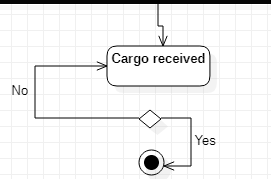 Cargo received
No
Yes